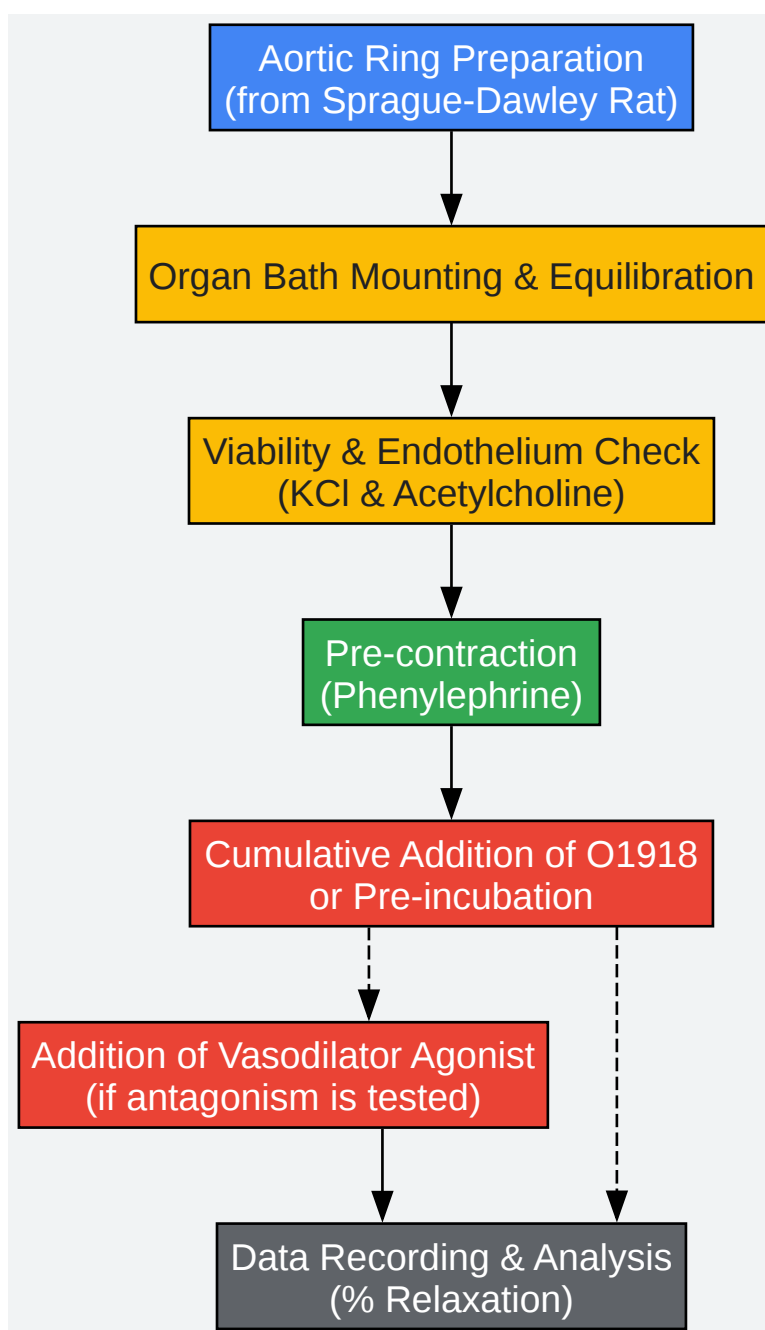 Aortic Ring Preparation
(from Sprague-Dawley Rat)
Organ Bath Mounting & Equilibration
Viability & Endothelium Check
(KCl & Acetylcholine)
Pre-contraction
(Phenylephrine)
Cumulative Addition of O1918
or Pre-incubation
Addition of Vasodilator Agonist
(if antagonism is tested)
Data Recording & Analysis
(% Relaxation)